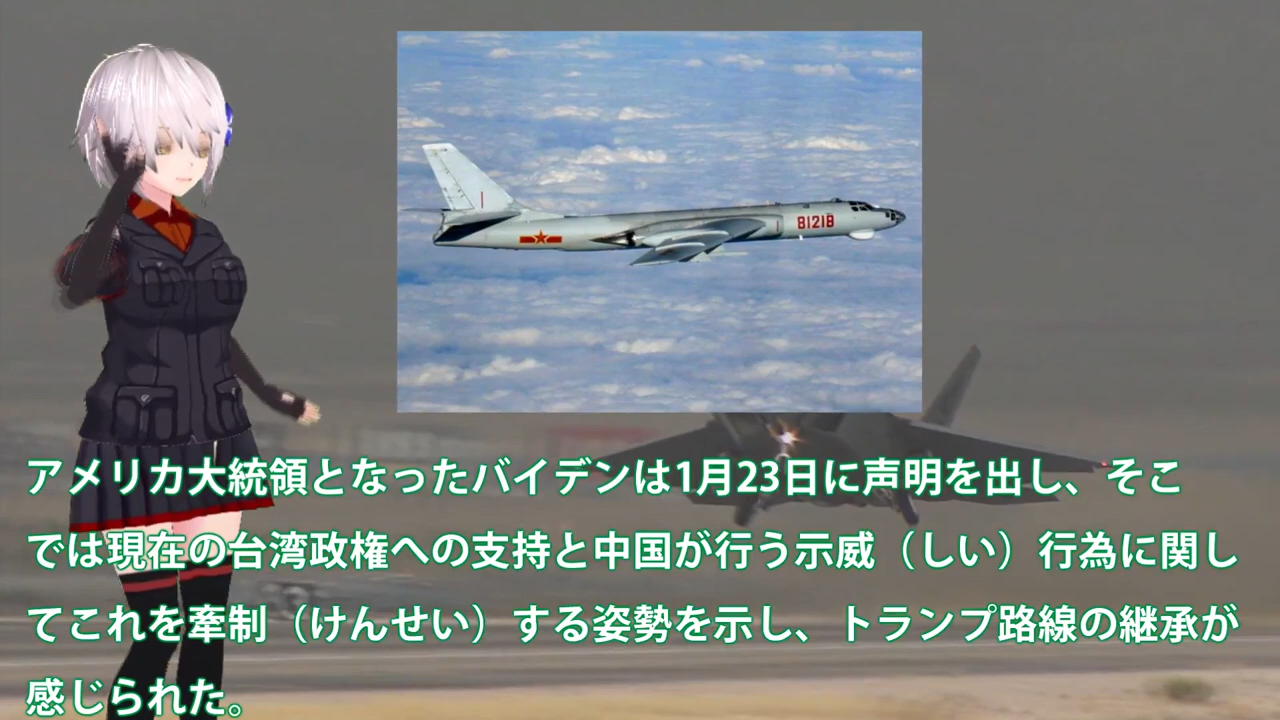 81218
アメリカ大統領となったバイデンは1月23日に声明を出し、そこ
では現在の台湾政権への支持と中国が行う示威（しい）行為に関し
てこれを牽制（けんせい）する姿勢を示し、トランプ路線の継承が
感じられた。